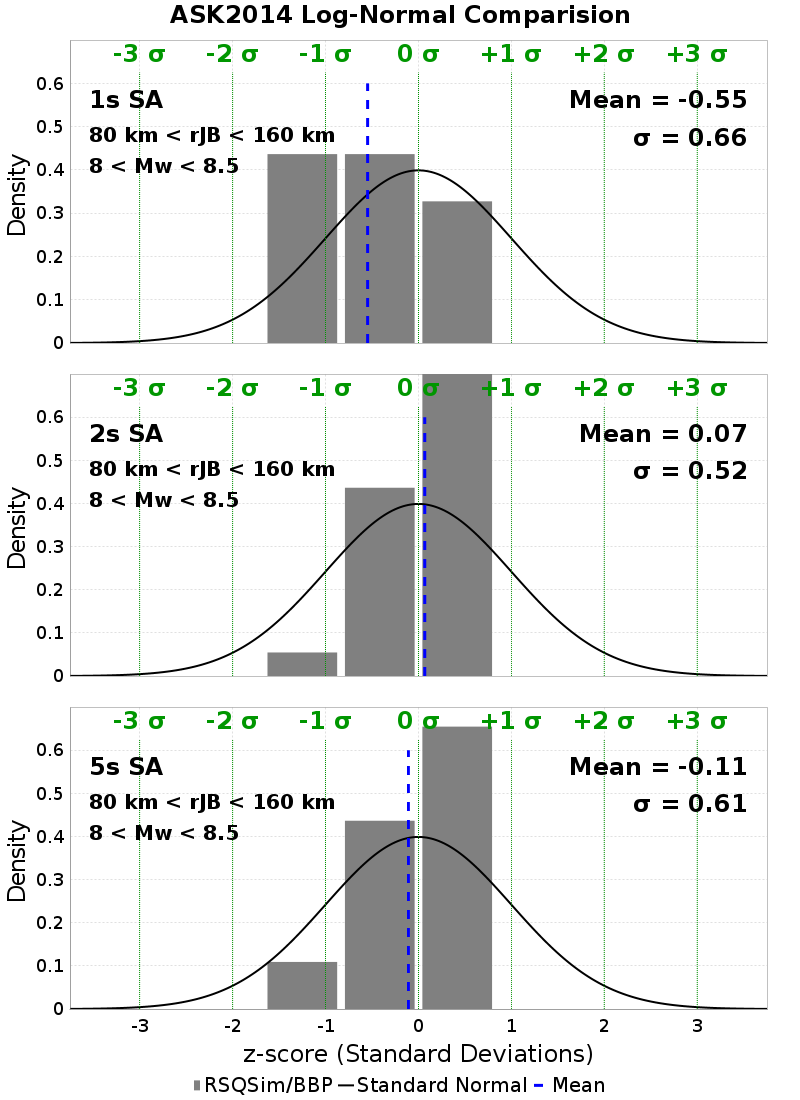 ASK2014 Log-Normal Comparision
-3 σ -2 σ -1 σ 0 σ +1 σ +2 σ +3 σ
0.6
1s SA Mean = -0.55
0.5
80 km < rJB < 160 km σ = 0.66
8 < Mw < 8.5
0.4
0.3
0.2
0.1
0
Density
-3 σ -2 σ -1 σ 0 σ +1 σ +2 σ +3 σ
0.6
2s SA Mean = 0.07
0.5
80 km < rJB < 160 km σ = 0.52
8 < Mw < 8.5
0.4
0.3
0.2
0.1
0
Density
-3 σ -2 σ -1 σ 0 σ +1 σ +2 σ +3 σ
0.6
5s SA Mean = -0.11
0.5
80 km < rJB < 160 km σ = 0.61
8 < Mw < 8.5
0.4
0.3
0.2
0.1
0
Density
-3 -2 -1 0 1 2 3
z-score (Standard Deviations)
RSQSim/BBP Standard Normal Mean